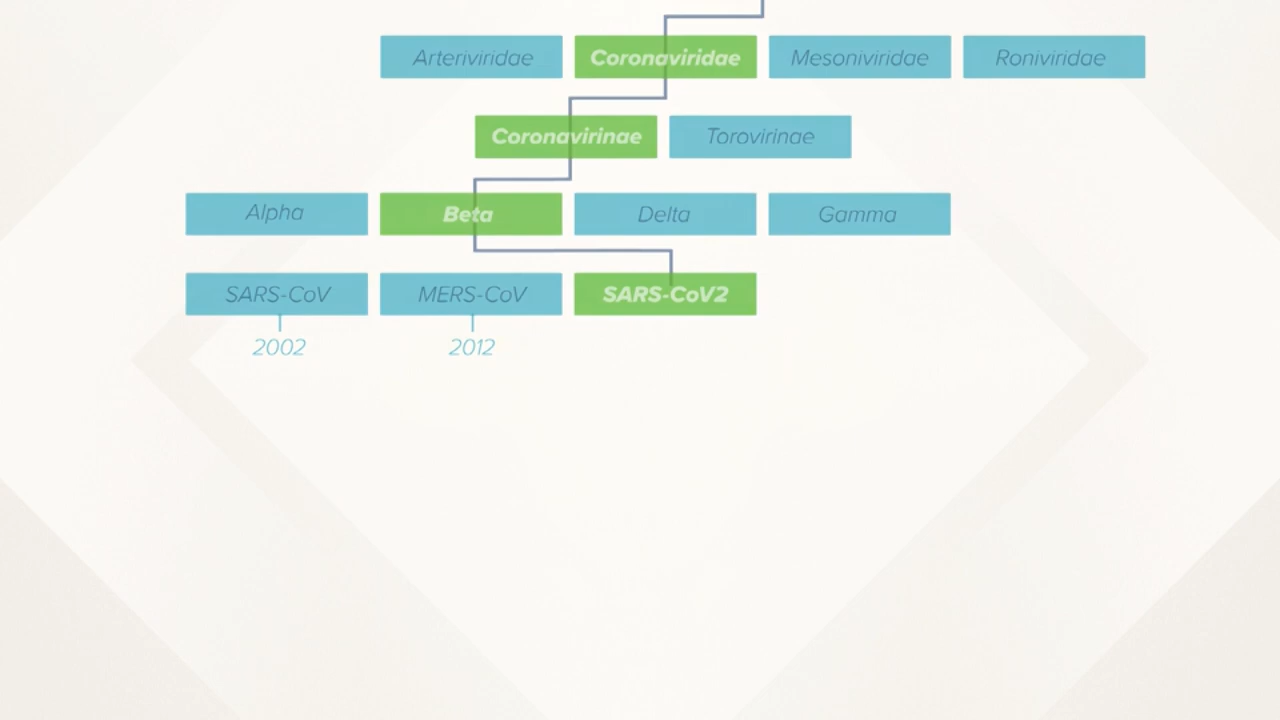 Arteriviridae Coronaviridae Mesoniviridae Roniviridae
Coronavirinae Torovirinae
Alpha Beta Delta Gamma
SARS-CoV MERS-CoV SARS-CoV2
2002 2012